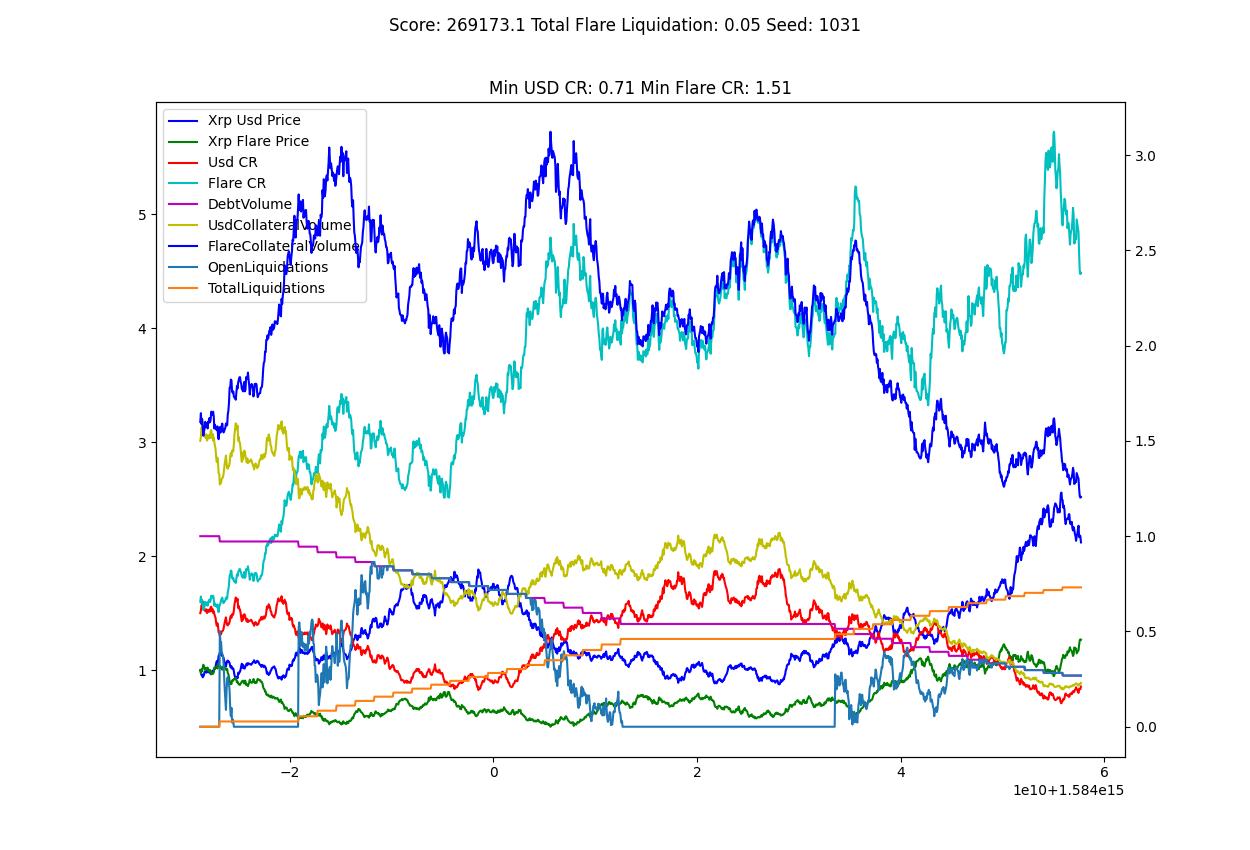 Score: 269173.1 Total Flare Liquidation: 0.05 Seed: 1031
Min USD CR: 0.71 Min Flare CR: 1.51
Xrp Usd Price
Xrp Flare Price
Usd CR
Flare CR
DebtVolume
UsdCollateralVolume
FlareCollateralVolume
OpenLiquidations
TotalLiquidations
5
4
3
2
1
3.0
2.5
2.0
1.5
1.0
0.5
0.0
−2
0
2
4
6
1e10+1.584e15